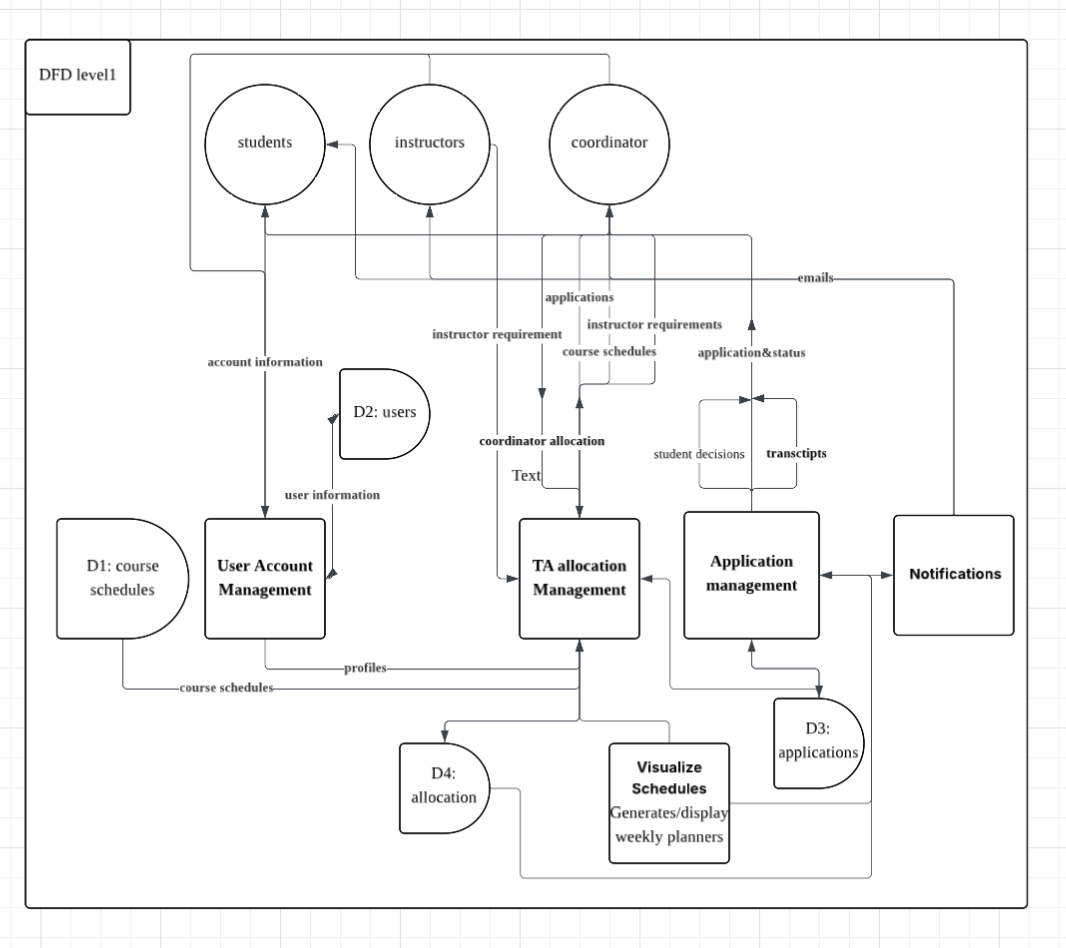 DFD level1
students
instructors
coordinator
emails
applications
instructor requirements
instructor requirement
course schedules
application&status
account information
D2: users
coordinator allocation
student decisions
transctipts
Text
user information
D1: course
schedules
User Account
Management
TA allocation
Management
Application
management
Notifications
profiles
course schedules
D3:
applications
D4:
allocation
Visualize
Schedules
Generates/display
weekly planners